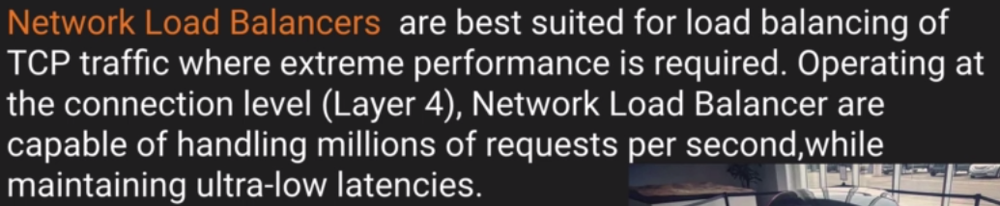 Network Load Balancers are best suited for load balancing of
TCP traffic where extreme performance is required. Operating at
the connection level (Layer 4), Network Load Balancer are
capable of handling millions of requests per second,while
maintaining ultra-low latencies.